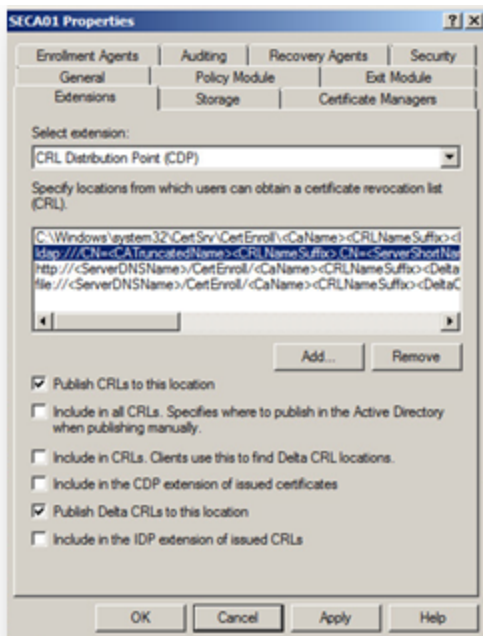 SECA01 Properties
Enrollment Agents Auditing Recovery Agents Security
General Policy Module Exit Module
Extensions Storage Certificate Managers
Select extension:
CRL Distribution Point (CDP)
Specify locations from which users can obtain a certificate revocation list
(CRL).
C:\Windows\system32\CertSrv\CertEnroll\<CaName><CRLNameSuffix><
ldap:///CN=<CATruncatedName><CRLNameSuffix>,CN=<ServerShortNar
http://<ServerDNSName>/CertEnroll/<CaName><CRLNameSuffix><Delta
file://<ServerDNSName>/CertEnroll/<CaName><CRLNameSuffix><DeltaC
Add... Remove
Publish CRLs to this location
Include in all CRLs. Specifies where to publish in the Active Directory
when publishing manually.
Include in CRLs. Clients use this to find Delta CRL locations.
Include in the CDP extension of issued certificates
Publish Delta CRLs to this location
Include in the IDP extension of issued CRLs
OK Cancel Apply Help